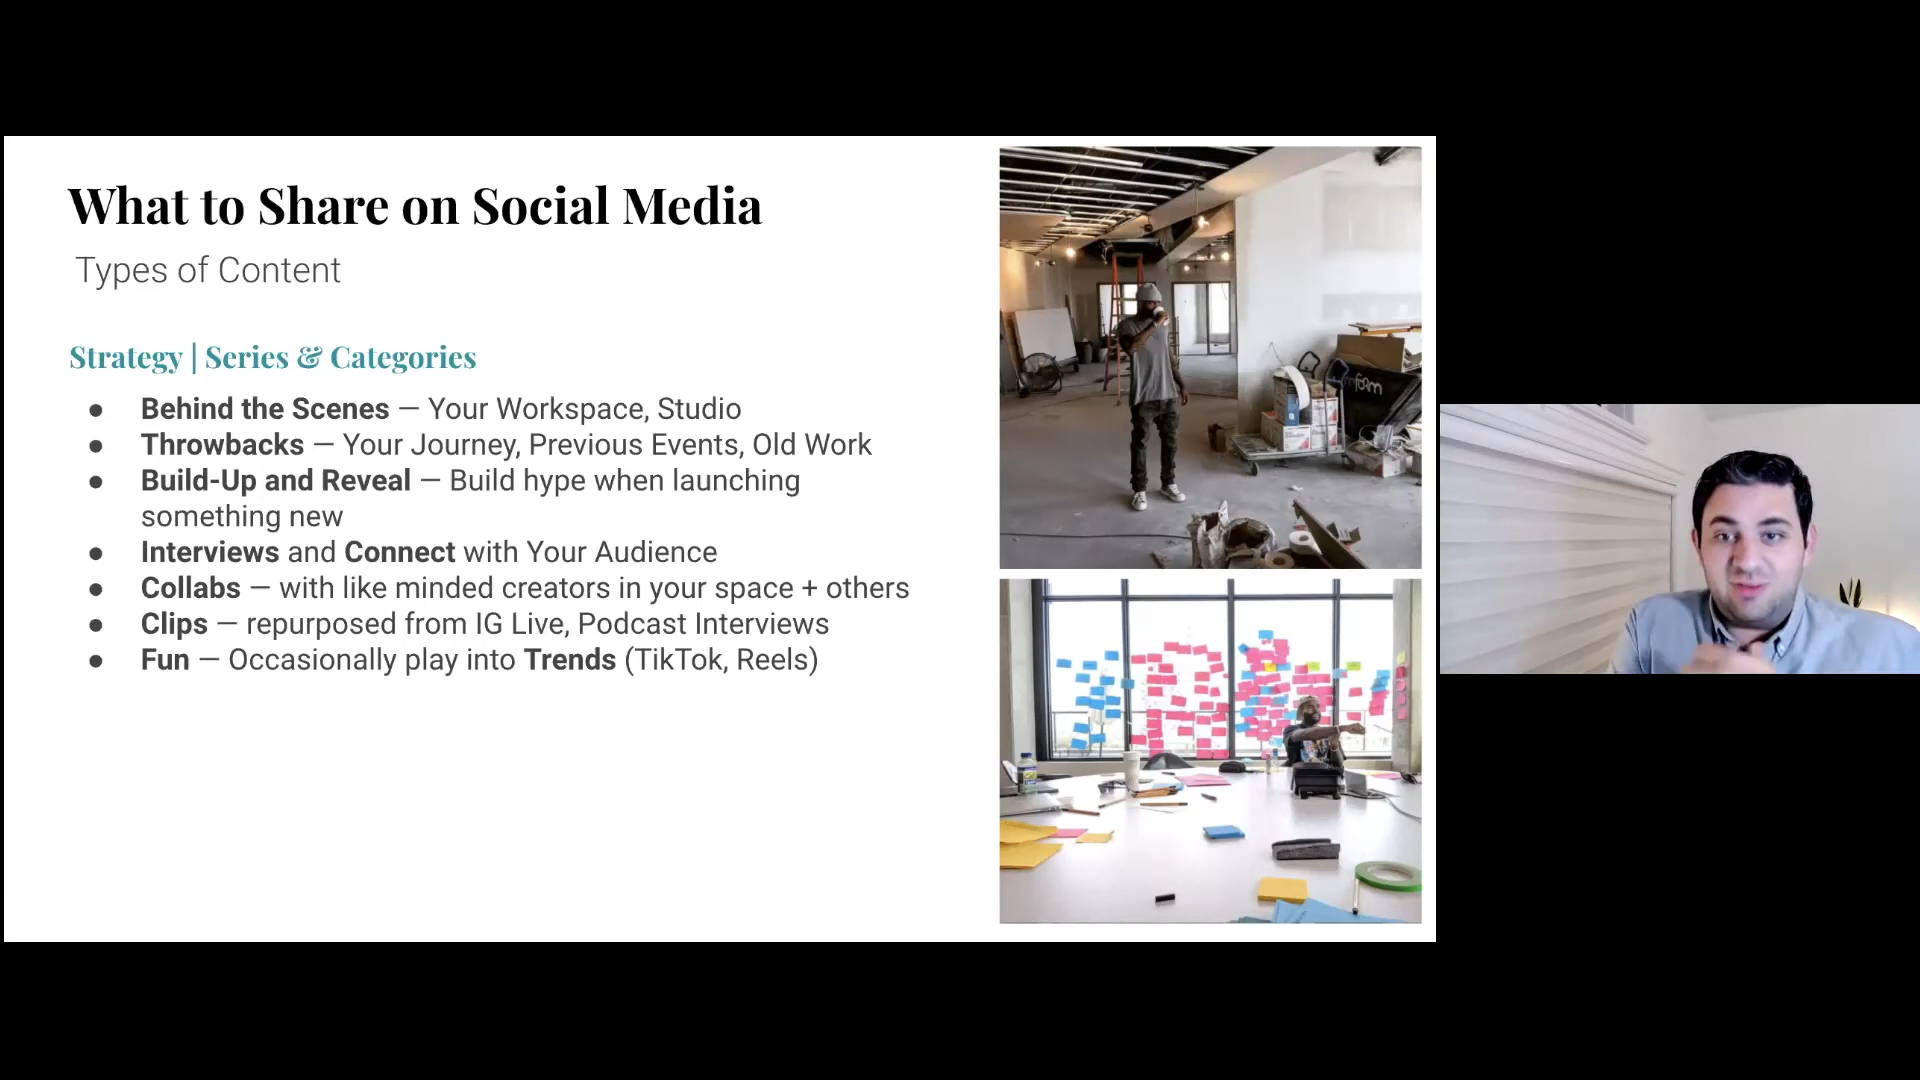 What to Share on Social Media
Types of Content
Strategy | Series & Categories
● Behind the Scenes — Your Workspace, Studio
● Throwbacks — Your Journey, Previous Events, Old Work
● Build-Up and Reveal — Build hype when launching
something new
● Interviews and Connect with Your Audience
● Collabs — with like minded creators in your space + others
● Clips — repurposed from IG Live, Podcast Interviews
● Fun — Occasionally play into Trends (TikTok, Reels)